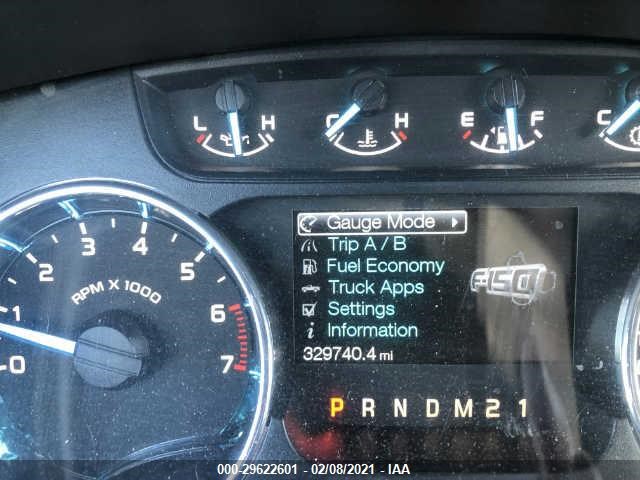 L H C H E F C
Gauge Mode
Trip A / B
Fuel Economy
Truck Apps
Settings
Information
329740.4 mi
F-150
0 1 2 3 4 5 6 7
RPM X 1000
P R N D M 2 1
000-29622601 - 02/08/2021 - IAA